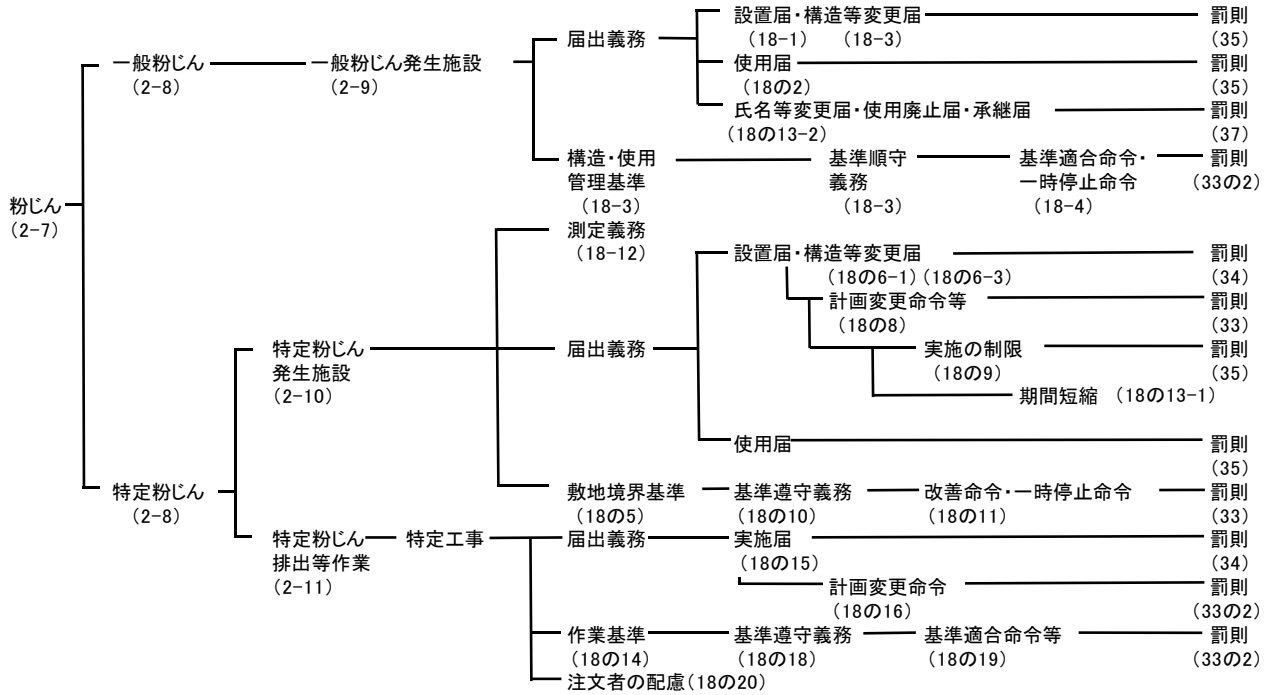 設置届・構造等変更届 罰則
届出義務 (18-1) (18-3) (35)
一般粉じん 一般粉じん発生施設 使用届 罰則
(2-8) (2-9) (18の2) (35)
氏名等変更届・使用廃止届・承継届 罰則
(18の13-2) (37)
構造・使用 基準順守 基準適合命令・ 罰則
管理基準 義務 一時停止命令 (33の2)
(18-3) (18-3) (18-4)
粉じん
(2-7)
測定義務
(18-12)
設置届・構造等変更届 罰則
(18の6-1) (18の6-3) (34)
計画変更命令等 罰則
(18の8) (33)
特定粉じん 届出義務 実施の制限 罰則
発生施設 (18の9) (35)
(2-10) 期間短縮 (18の13-1)
使用届 罰則
(35)
特定粉じん 敷地境界基準 基準遵守義務 改善命令・一時停止命令 罰則
(2-8) (18の5) (18の10) (18の11) (33)
特定粉じん 特定工事 届出義務 実施届 罰則
排出等作業 (18の15) (34)
(2-11) 計画変更命令 罰則
(18の16) (33の2)
作業基準 基準遵守義務 基準適合命令等 罰則
(18の14) (18の18) (18の19) (33の2)
注文者の配慮(18の20)